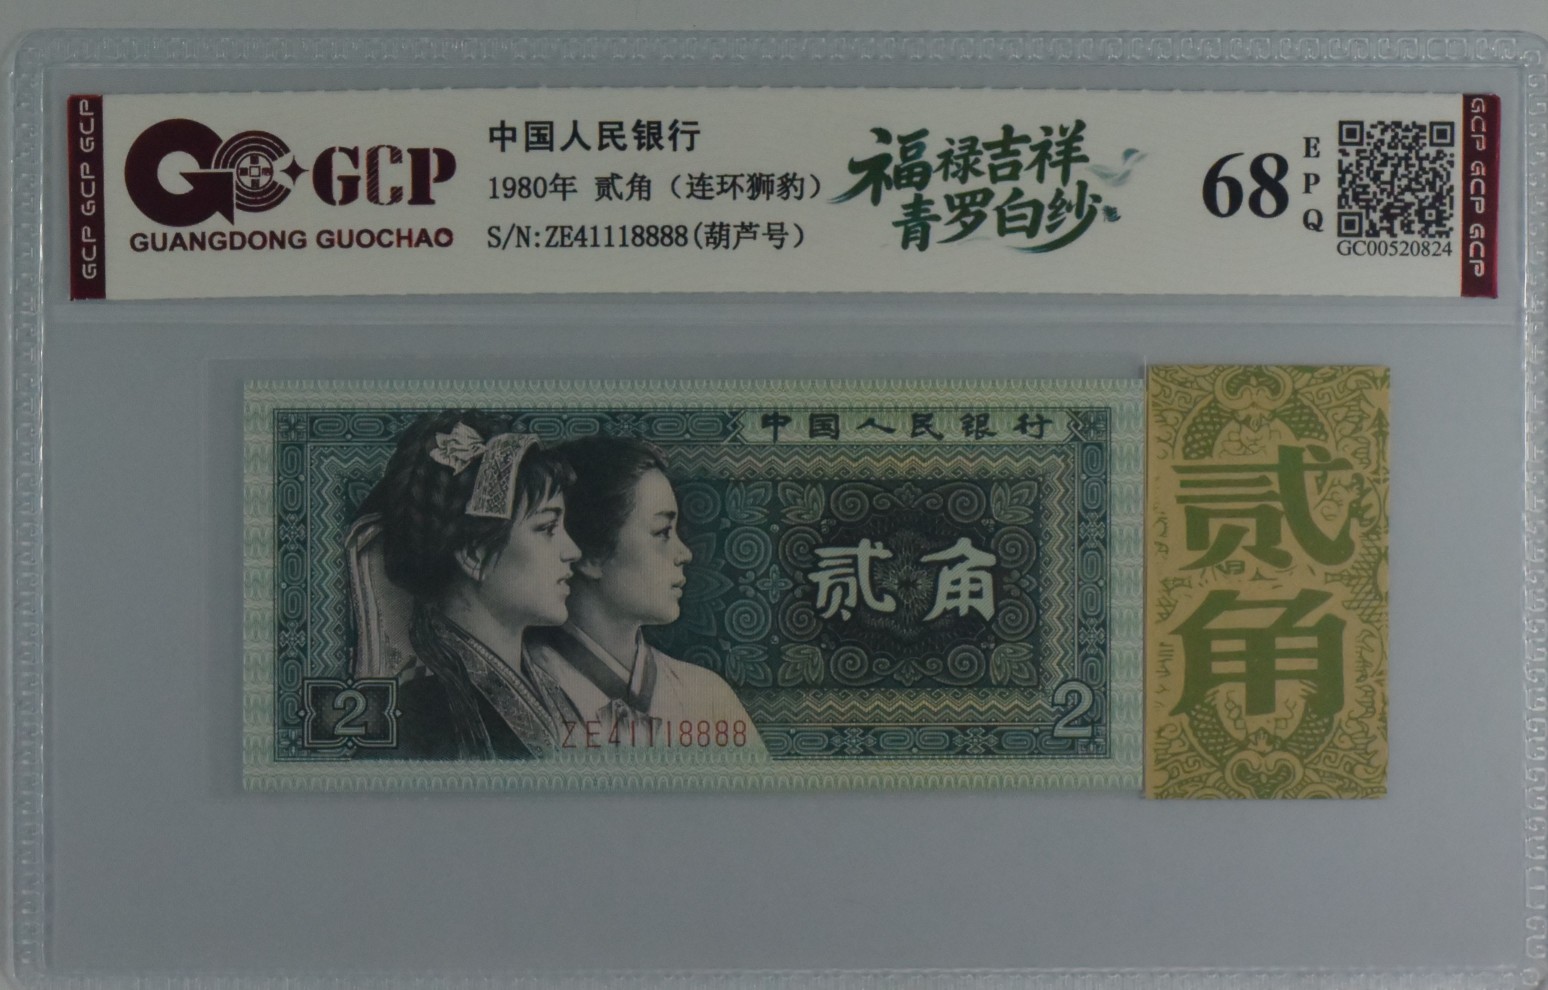 GCP GCP GCP
GCP
GUANGDONG GUOCHAO
中国人民银行
1980年 贰角（连环狮豹）
S/N:ZE41118888(葫芦号）
福禄吉祥
青罗白纱
68
EPQ
GC00520824
GCP GCP GCP
中国人民银行
贰角
2
ZE41118888
2
贰角